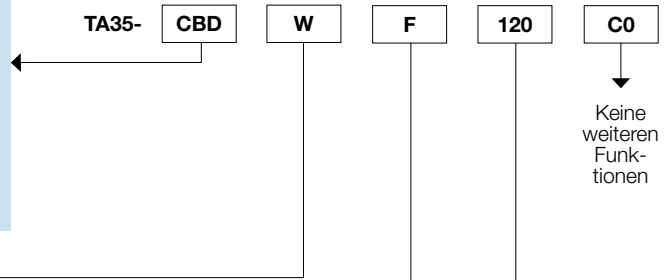 TA35- CBD W F 120 C0
Keine
weiteren
Funk-
tionen